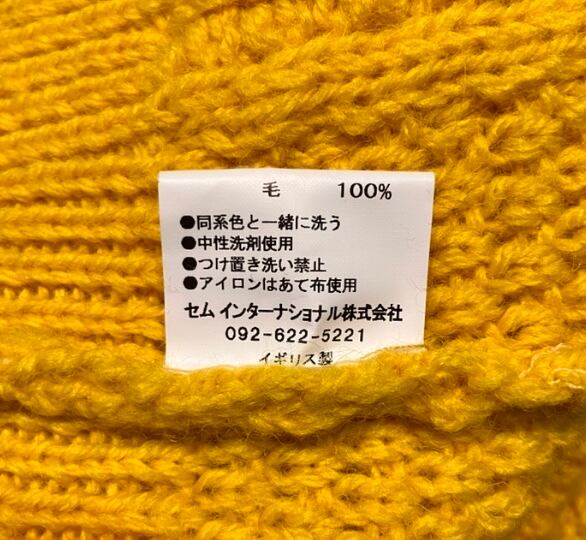 毛 100%
●同系色と一緒に洗う
●中性洗剤使用
●つけ置き洗い禁止
●アイロンはあて布使用
セム インターナショナル株式会社
092-622-5221
イギリス製